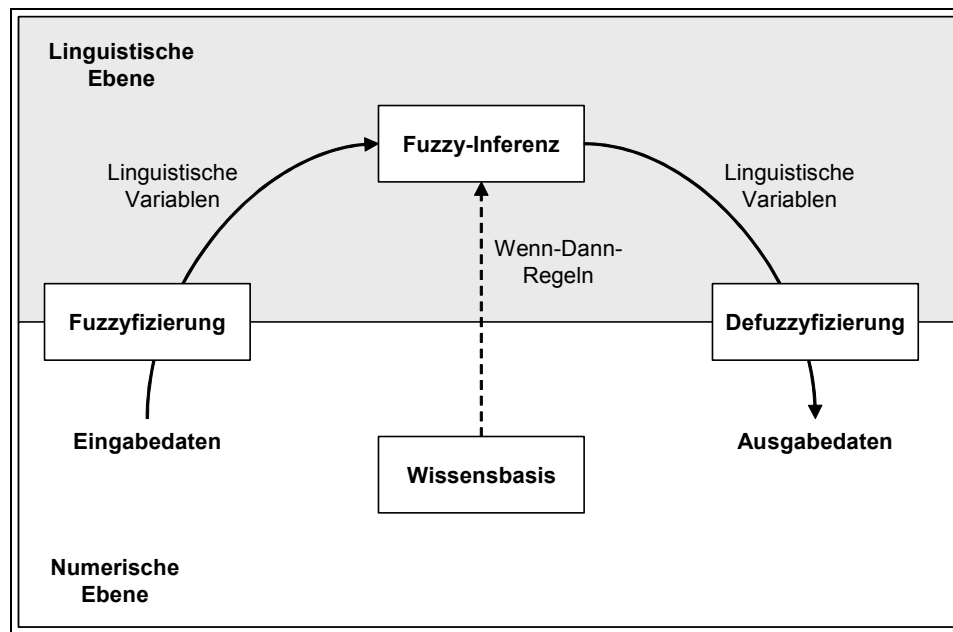 Linguistische
Ebene
Fuzzy-Inferenz
Linguistische
Variablen
Linguistische
Variablen
Wenn-Dann-
Regeln
Fuzzyfizierung
Defuzzyfizierung
Eingabedaten
Ausgabedaten
Wissensbasis
Numerische
Ebene